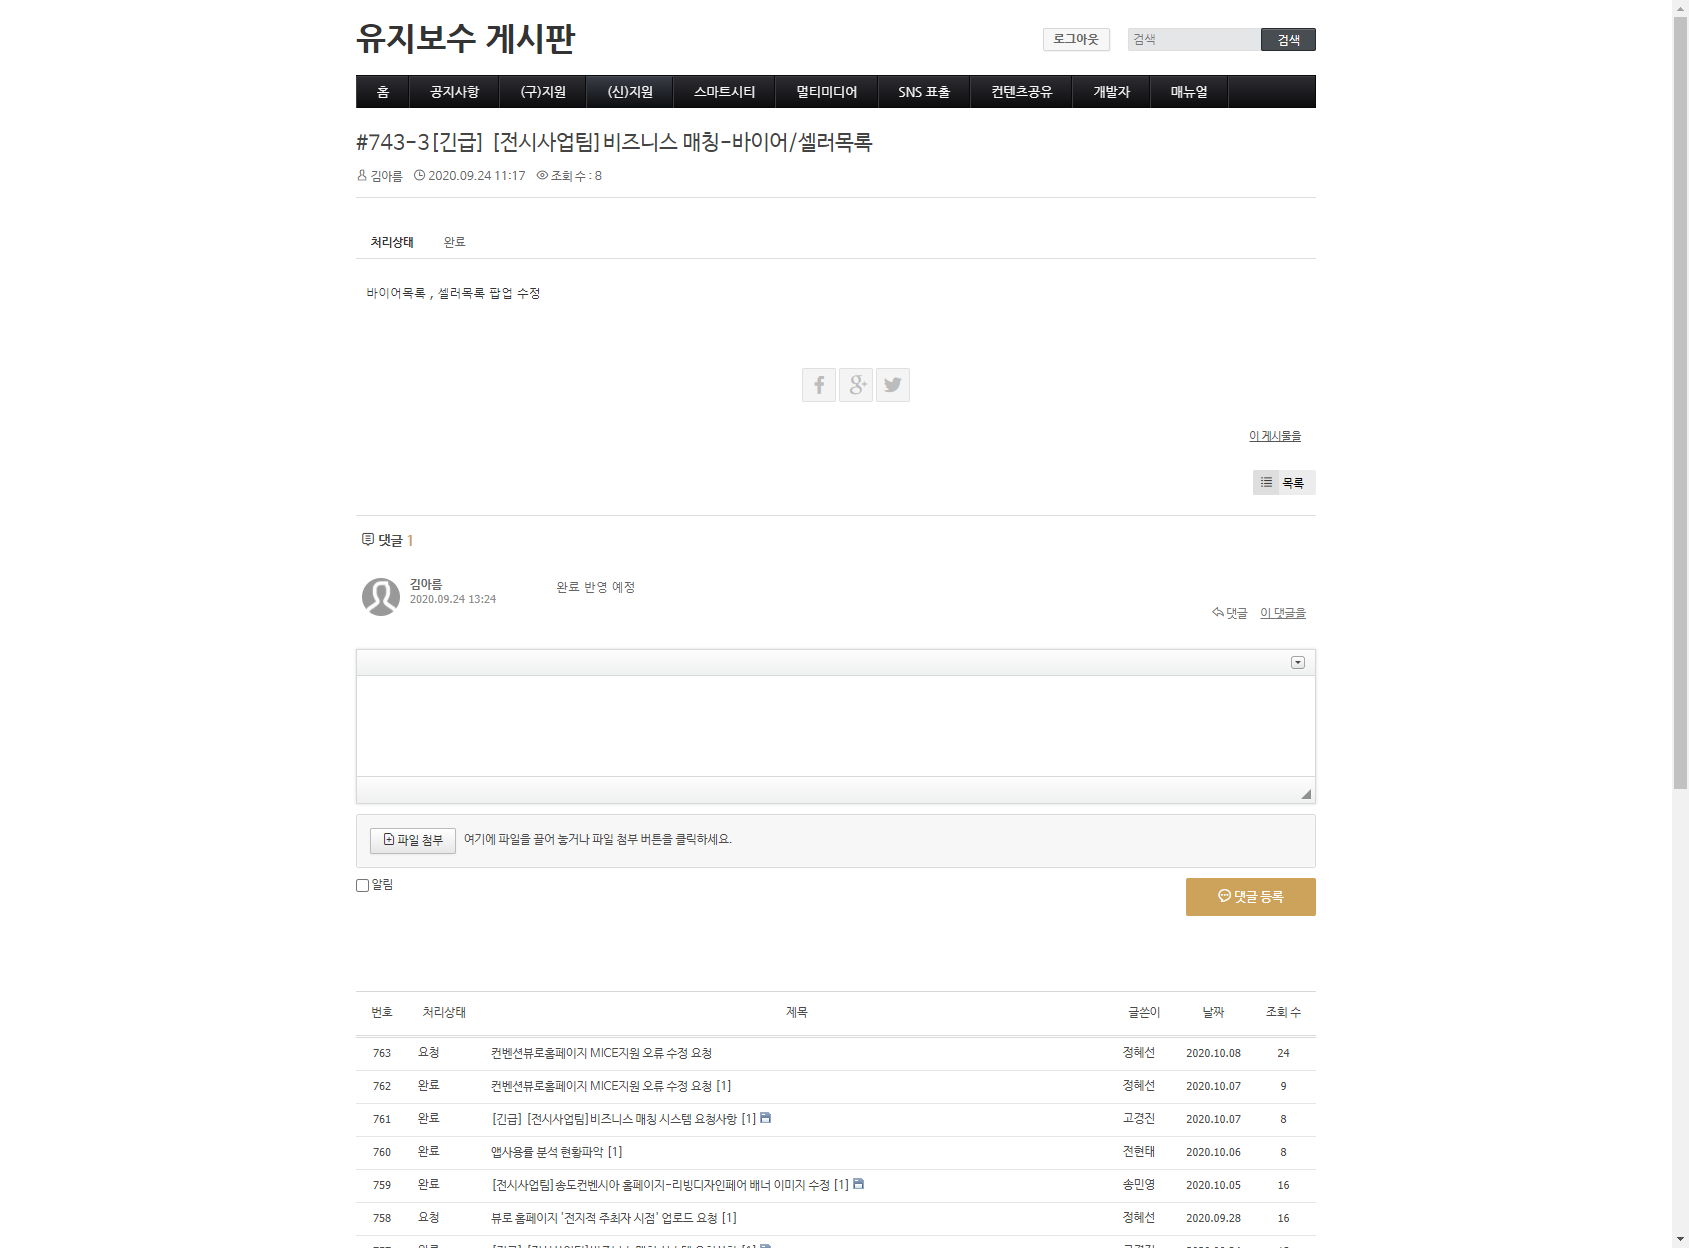 유지보수 게시판
로그아웃
검색
검색
홈 공지사항 (구)지원 (신)지원 스마트시티 멀티미디어 SNS 표출 컨텐츠공유 개발자 매뉴얼
#743-3[긴급] [전시사업팀]비즈니스 매칭-바이어/셀러목록
김아름 2020.09.24 11:17 조회 수 : 8
처리상태 완료
바이어목록 , 셀러목록 팝업 수정
이 게시물을
목록
댓글 1
김아름
2020.09.24 13:24
완료 반영 예정
댓글 이 댓글을
파일 첨부 여기에 파일을 끌어 놓거나 파일 첨부 버튼을 클릭하세요.
알림
댓글 등록
번호 처리상태 제목 글쓴이 날짜 조회 수
763 요청 컨벤션뷰로홈페이지 MICE지원 오류 수정 요청 정혜선 2020.10.08 24
762 완료 컨벤션뷰로홈페이지 MICE지원 오류 수정 요청 [1] 정혜선 2020.10.07 9
761 완료 [긴급] [전시사업팀]비즈니스 매칭 시스템 요청사항 [1] 고경진 2020.10.07 8
760 완료 앱사용률 분석 현황파악 [1] 전현태 2020.10.06 8
759 완료 [전시사업팀]송도컨벤시아 홈페이지-리빙디자인페어 배너 이미지 수정 [1] 송민영 2020.10.05 16
758 요청 뷰로 홈페이지 '전지적 주최자 시점' 업로드 요청 [1] 정혜선 2020.09.28 16